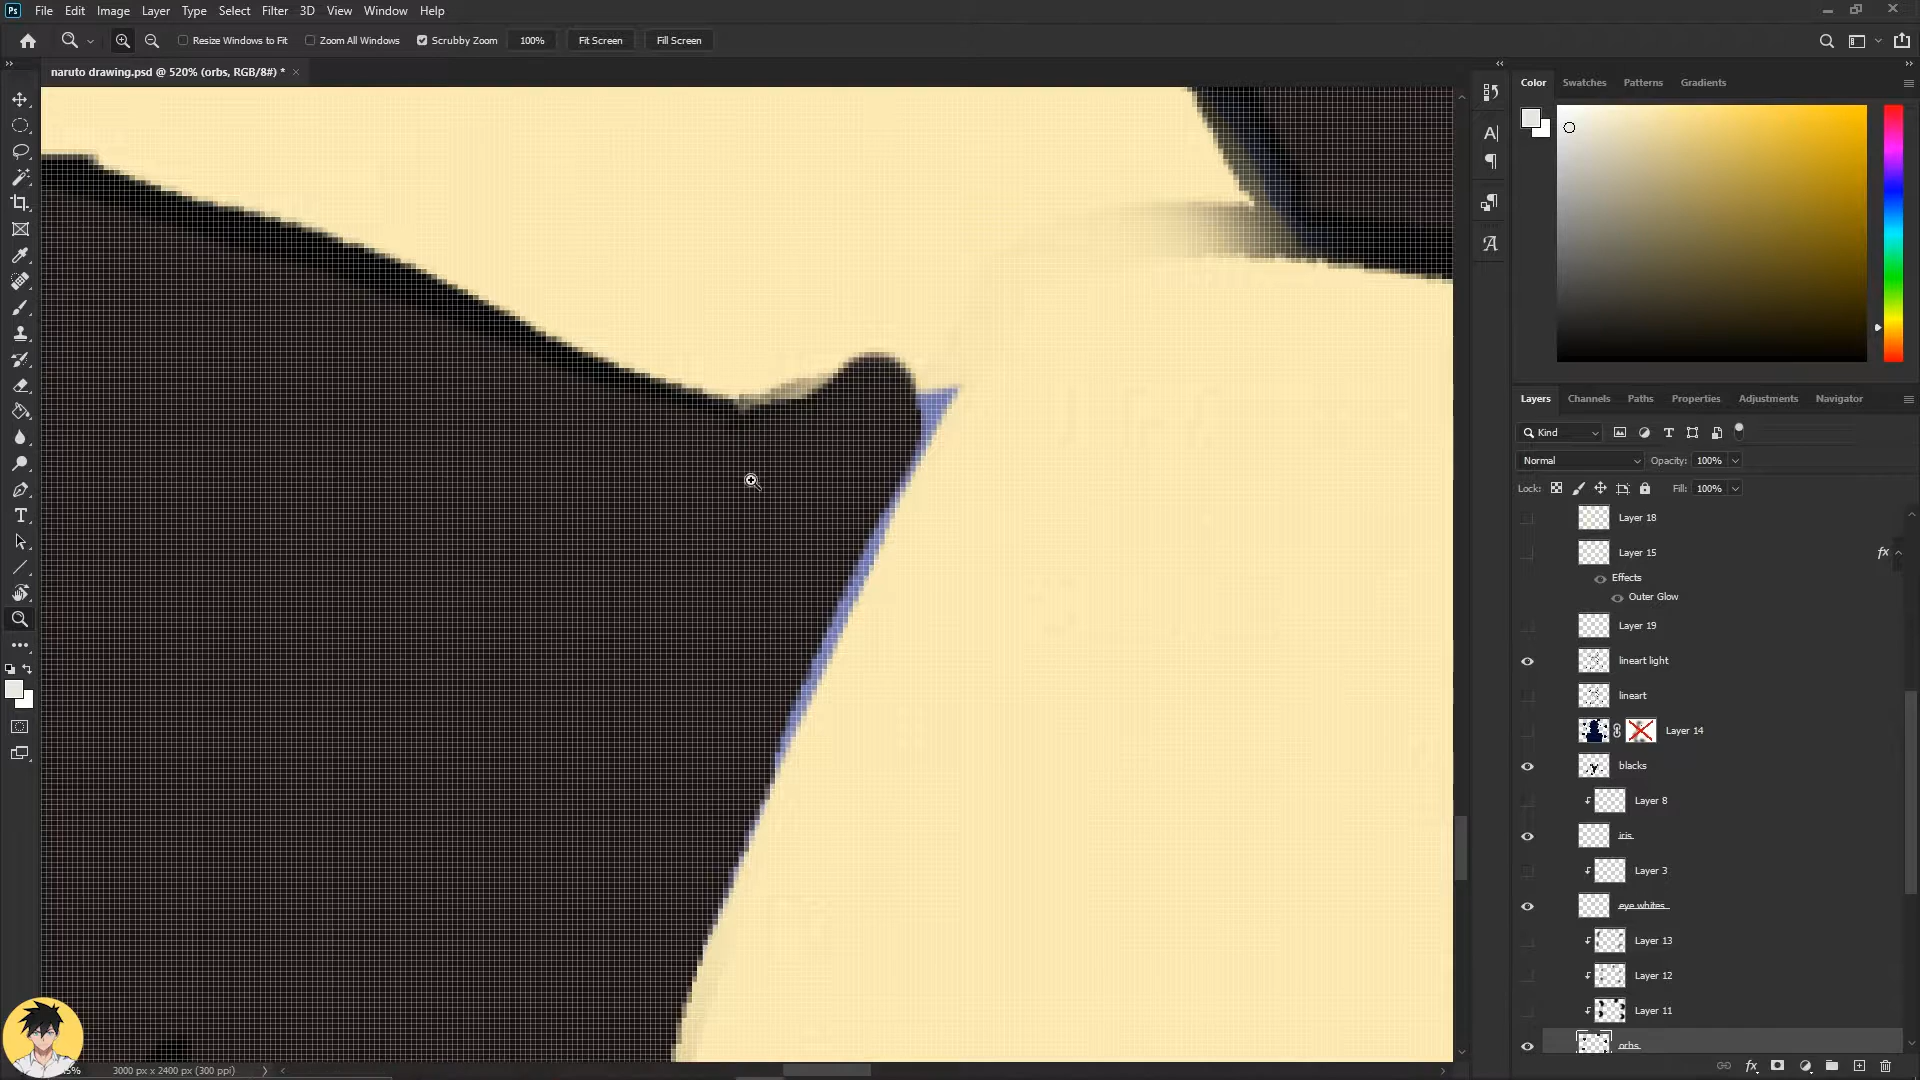 Ps File Edit Image Layer Type Select Filter 3D View Window Help
Resize Windows to Fit Zoom All Windows Scrubby Zoom 100% Fit Screen Fill Screen
naruto drawing.psd @ 520% (orbs, RGB/8#) *
Color Swatches Patterns Gradients
Layers Channels Paths Properties Adjustments Navigator
Kind
Normal Opacity: 100%
Lock: Fill: 100%
Layer 18
Layer 15 fx
Effects
Outer Glow
Layer 19
lineart light
lineart
Layer 14
blacks
Layer 8
iris
Layer 3
eye whites
Layer 13
Layer 12
Layer 11
orbs
3000 px x 2400 px (300 ppi)